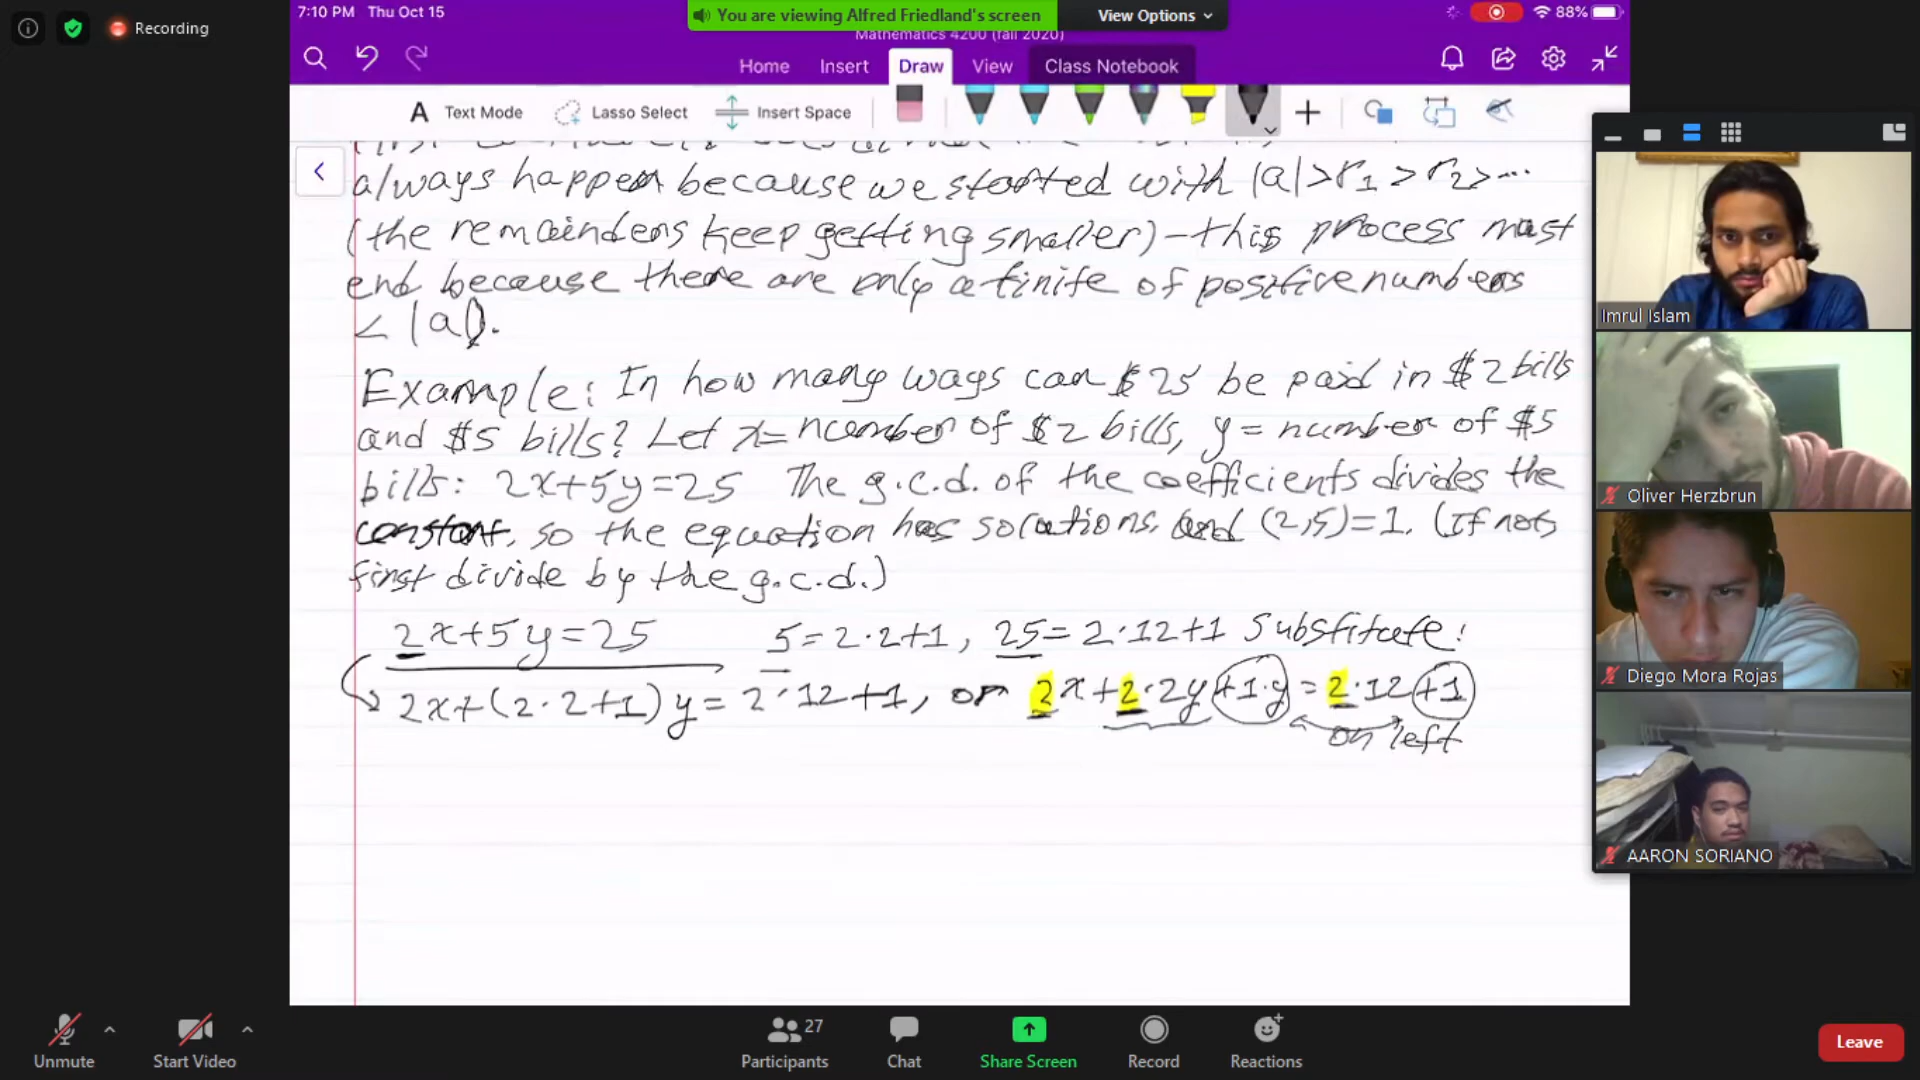 7:10 PM Thu Oct 15
You are viewing Alfred Friedland's screen
View Options
88%
Recording
Mathematics 4200 (fall 2020)
Home Insert Draw View Class Notebook
A Text Mode Lasso Select Insert Space
always happen because we started with |a|>r1>r2>...
(the remainders keep getting smaller)—this process must
end because there are only a finite of positive numbers
< |a|).
Example: In how many ways can $25 be paid in $2 bills
and $5 bills? Let x=number of $2 bills, y=number of $5
bills: 2x+5y=25 The g.c.d. of the coefficients divides the
constant, so the equation has solutions, and (2,5)=1. (If not,
first divide by the g.c.d.)
2x+5y=25 5=2·2+1, 25=2·12+1 Substitute:
2x+(2·2+1)y=2·12+1, or 2x+2·2y+1·y=2·12+1
on left
Imrul Islam
Oliver Herzbrun
Diego Mora Rojas
AARON SORIANO
27
Unmute Start Video Participants Chat Share Screen Record Reactions Leave